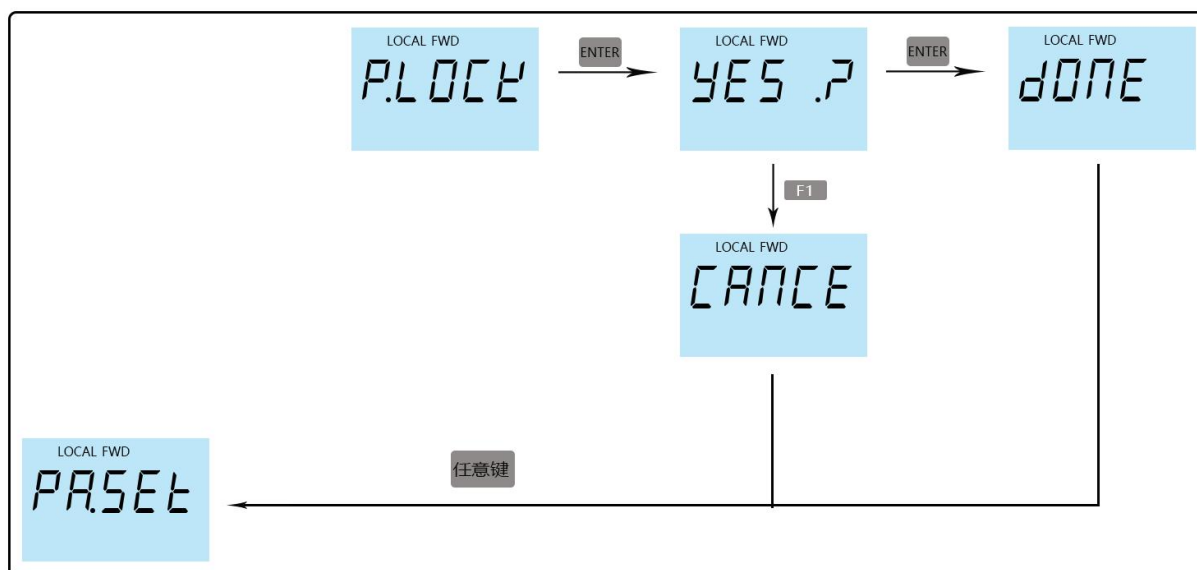 LOCAL FWD
P.LOCK
ENTER
LOCAL FWD
YES .?
ENTER
LOCAL FWD
dONE
F1
LOCAL FWD
CANCE
任意键
LOCAL FWD
PA.SEt